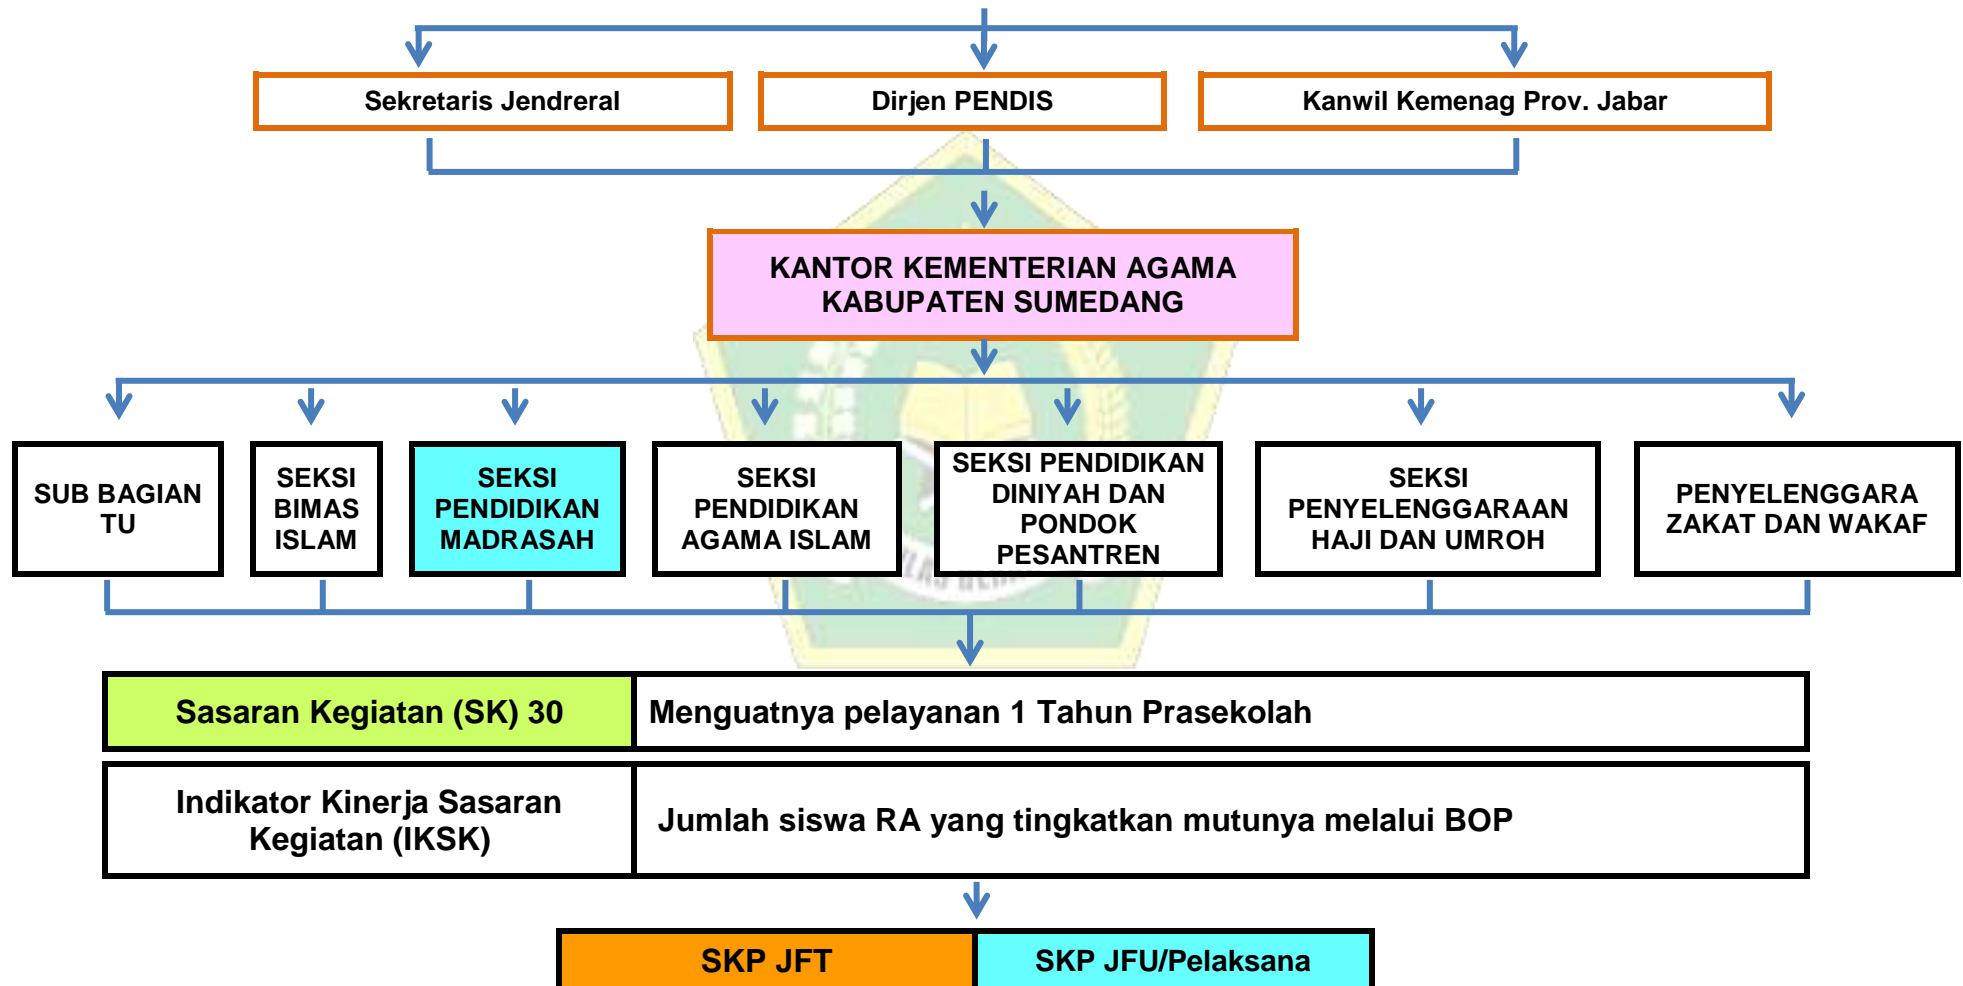 Sekretaris Jendreral
Dirjen PENDIS
Kanwil Kemenag Prov. Jabar
KANTOR KEMENTERIAN AGAMA
KABUPATEN SUMEDANG
SUB BAGIAN
TU
SEKSI
BIMAS
ISLAM
SEKSI
PENDIDIKAN
MADRASAH
SEKSI
PENDIDIKAN
AGAMA ISLAM
SEKSI PENDIDIKAN
DINIYAH DAN
PONDOK
PESANTREN
SEKSI
PENYELENGGARAAN
HAJI DAN UMROH
PENYELENGGARA
ZAKAT DAN WAKAF
Sasaran Kegiatan (SK) 30
Menguatnya pelayanan 1 Tahun Prasekolah
Indikator Kinerja Sasaran
Kegiatan (IKSK)
Jumlah siswa RA yang tingkatkan mutunya melalui BOP
SKP JFT
SKP JFU/Pelaksana